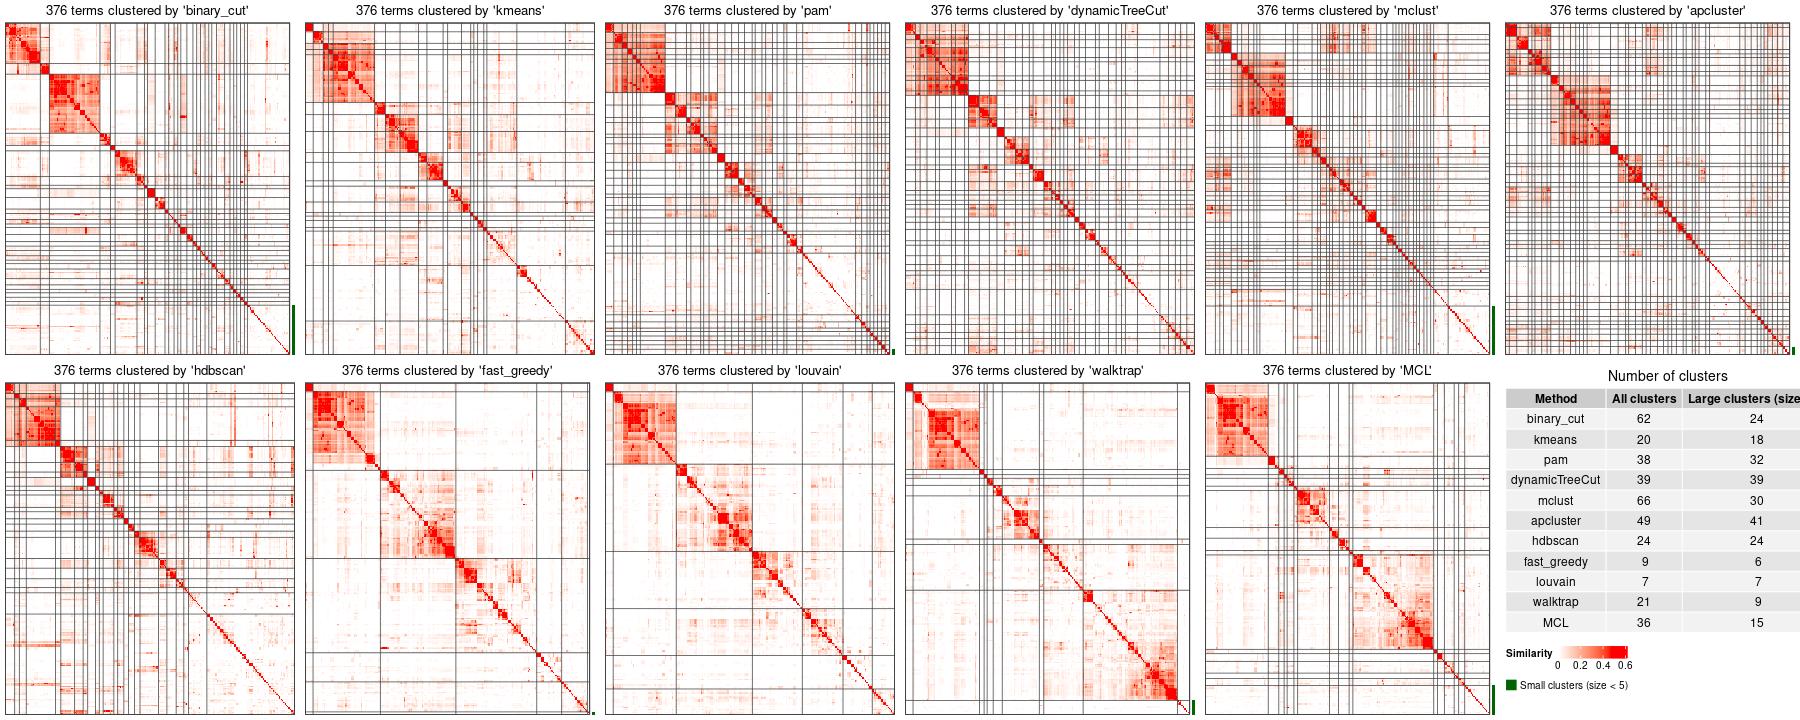 376 terms clustered by 'binary_cut'
376 terms clustered by 'kmeans'
376 terms clustered by 'pam'
376 terms clustered by 'dynamicTreeCut'
376 terms clustered by 'mclust'
376 terms clustered by 'apcluster'
376 terms clustered by 'hdbscan'
376 terms clustered by 'fast_greedy'
376 terms clustered by 'louvain'
376 terms clustered by 'walktrap'
376 terms clustered by 'MCL'
Number of clusters
Method All clusters Large clusters (size
binary_cut 62 24
kmeans 20 18
pam 38 32
dynamicTreeCut 39 39
mclust 66 30
apcluster 49 41
hdbscan 24 24
fast_greedy 9 6
louvain 7 7
walktrap 21 9
MCL 36 15
Similarity
0 0.2 0.4 0.6
Small clusters (size < 5)